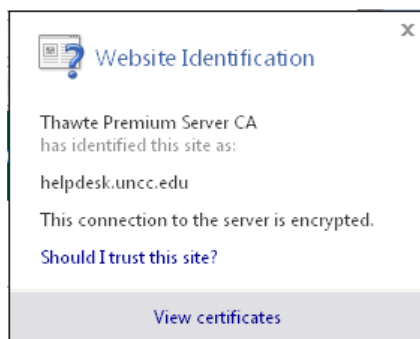 x
Website Identification
Thawte Premium Server CA
has identified this site as:
helpdesk.uncc.edu
This connection to the server is encrypted.
Should I trust this site?
View certificates